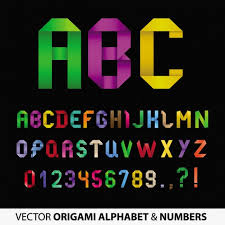 ABC
ABCDEFGHIJKLMN
OPQRSTUVWXYZ
0123456789.,?!
VECTOR ORIGAMI ALPHABET & NUMBERS